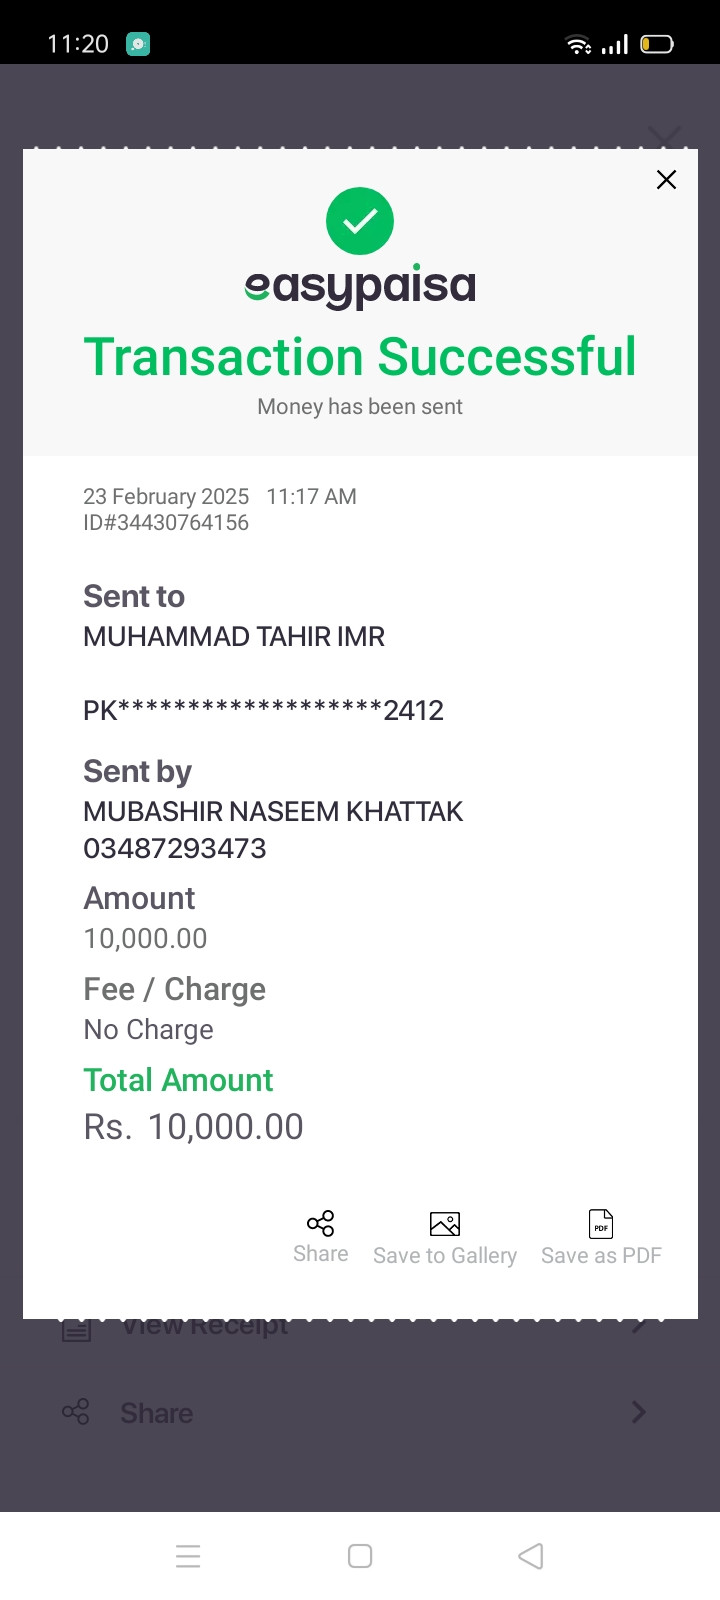 11:20
easypaisa
Transaction Successful
Money has been sent
23 February 2025 11:17 AM
ID#34430764156
Sent to
MUHAMMAD TAHIR IMR
PK*******************2412
Sent by
MUBASHIR NASEEM KHATTAK
03487293473
Amount
10,000.00
Fee / Charge
No Charge
Total Amount
Rs. 10,000.00
PDF
Share Save to Gallery Save as PDF
View Receipt
Share